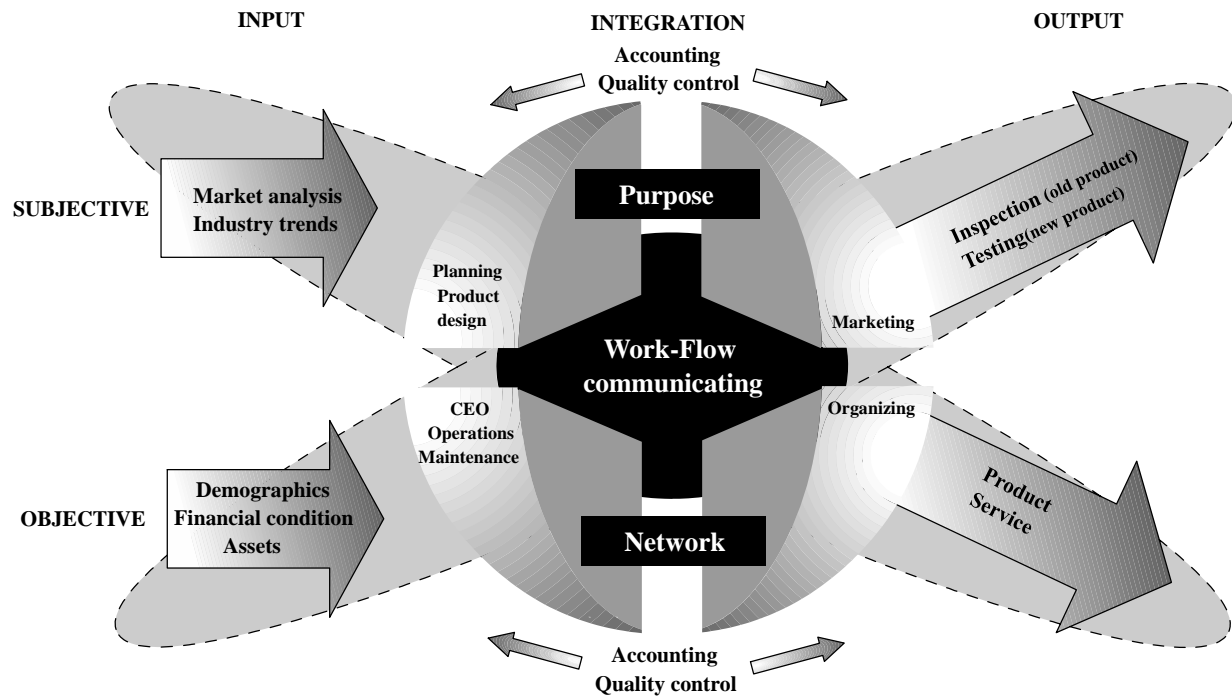 INPUT
INTEGRATION
OUTPUT
Accounting
Quality control
SUBJECTIVE
Market analysis
Industry trends
Purpose
Inspection (old product)
Testing(new product)
Planning
Product
design
Marketing
Work-Flow
communicating
CEO
Operations
Maintenance
Organizing
OBJECTIVE
Demographics
Financial condition
Assets
Network
Product
Service
Accounting
Quality control